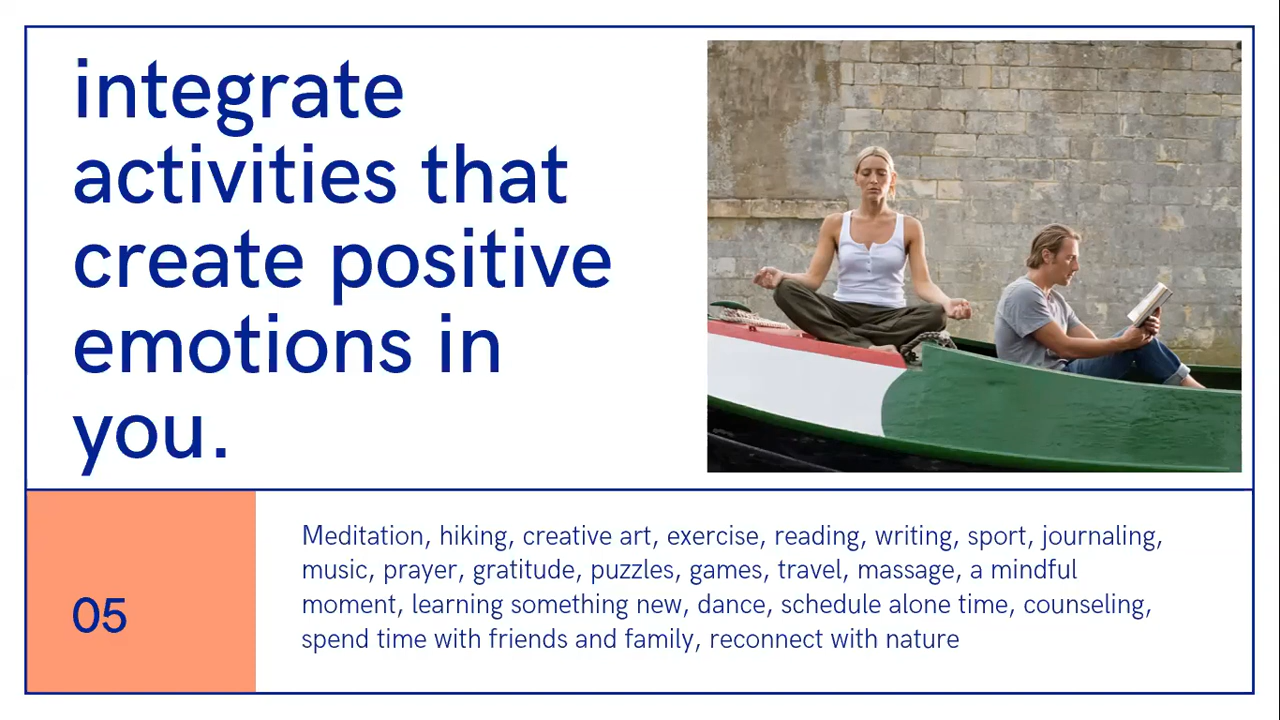 integrate
activities that
create positive
emotions in
you.
05
Meditation, hiking, creative art, exercise, reading, writing, sport, journaling,
music, prayer, gratitude, puzzles, games, travel, massage, a mindful
moment, learning something new, dance, schedule alone time, counseling,
spend time with friends and family, reconnect with nature